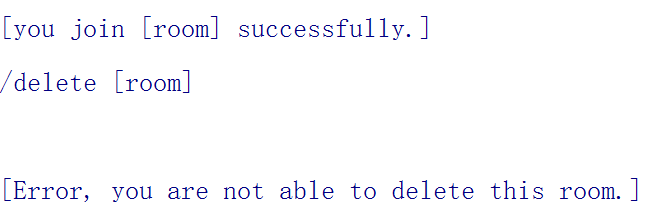 [you join [room] successfully.]
/delete [room]
[Error, you are not able to delete this room.]